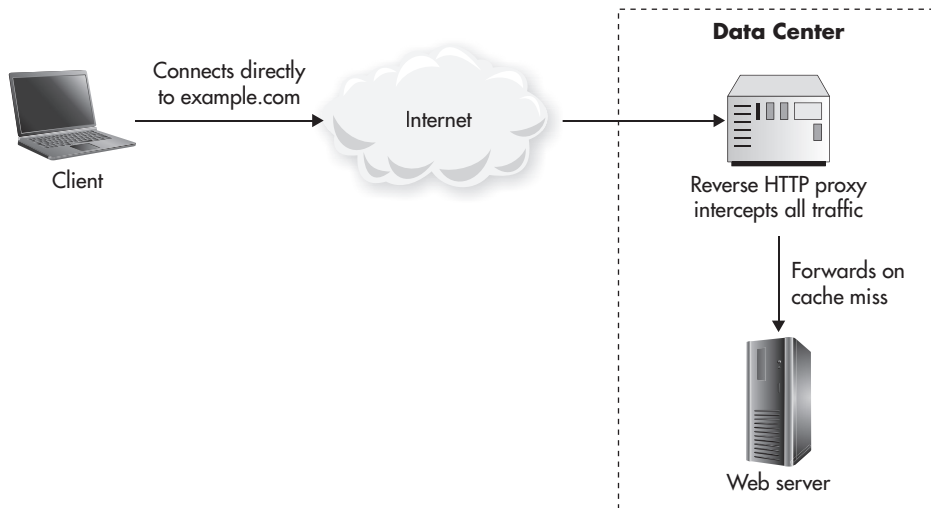 Data Center
Connects directly
to example.com
Internet
Client
Reverse HTTP proxy
intercepts all traffic
Forwards on
cache miss
Web server